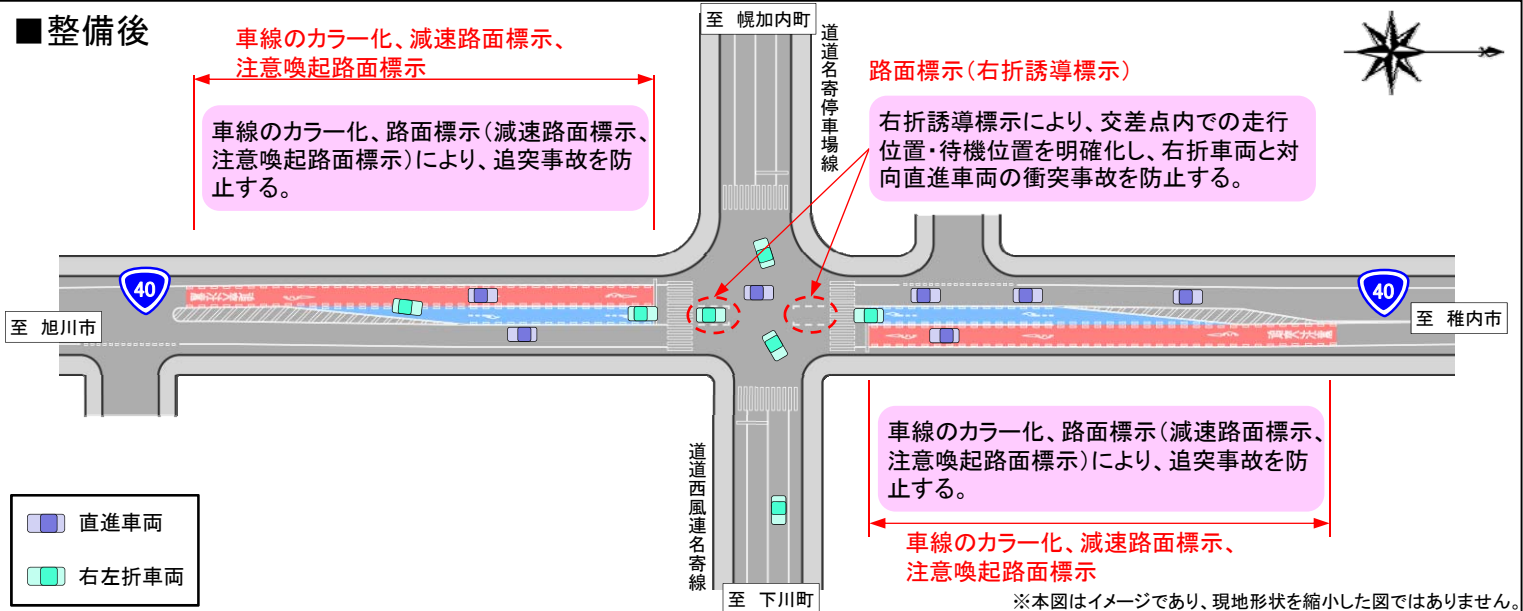 ■整備後
車線のカラー化、減速路面標示、
注意喚起路面標示
車線のカラー化、路面標示(減速路面標示、
注意喚起路面標示)により、追突事故を防
止する。
至 幌加内町
道道名寄停車場線
路面標示(右折誘導標示)
右折誘導標示により、交差点内での走行
位置・待機位置を明確化し、右折車両と対
向直進車両の衝突事故を防止する。
40
40
至 旭川市
至 稚内市
車線のカラー化、路面標示(減速路面標示、
注意喚起路面標示)により、追突事故を防
止する。
車線のカラー化、減速路面標示、
注意喚起路面標示
道道西風連名寄線
至 下川町
直進車両
右左折車両
※本図はイメージであり、現地形状を縮小した図ではありません。